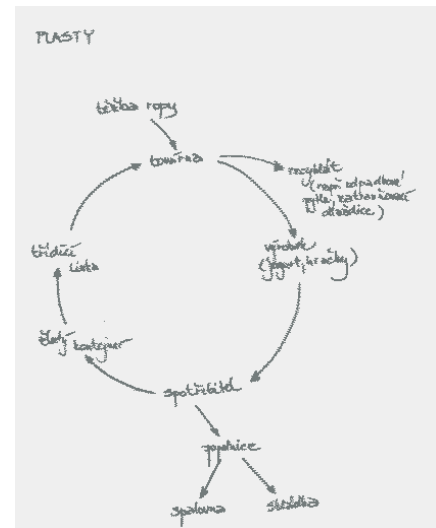 PLASTY
těžba ropy
továrna
recyklát
(např. odpadkové
pytle, zatravňovací
dlaždice)
výrobek
(jogurt, hračky)
třídící
linka
žlutý kontejner
spotřebitel
popelnice
spalovna
skládka